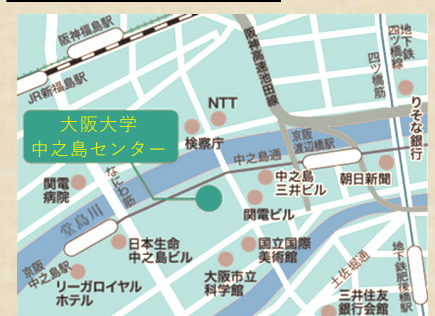 阪神福島駅
JR新福島駅
阪神高速池田線
地下鉄
四ツ橋駅
四ツ橋筋
NTT
検察庁
りそな
銀行
大阪大学
中之島センター
京阪
渡辺橋駅
中之島通
なにわ筋
関電
病院
中之島
三井ビル
朝日新聞
堂島川
関電ビル
日本生命
中之島ビル
国立国際
美術館
土佐堀通
地下鉄肥後橋駅
京阪
中之島駅
リーガロイヤル
ホテル
大阪市立
科学館
三井住友
銀行会館